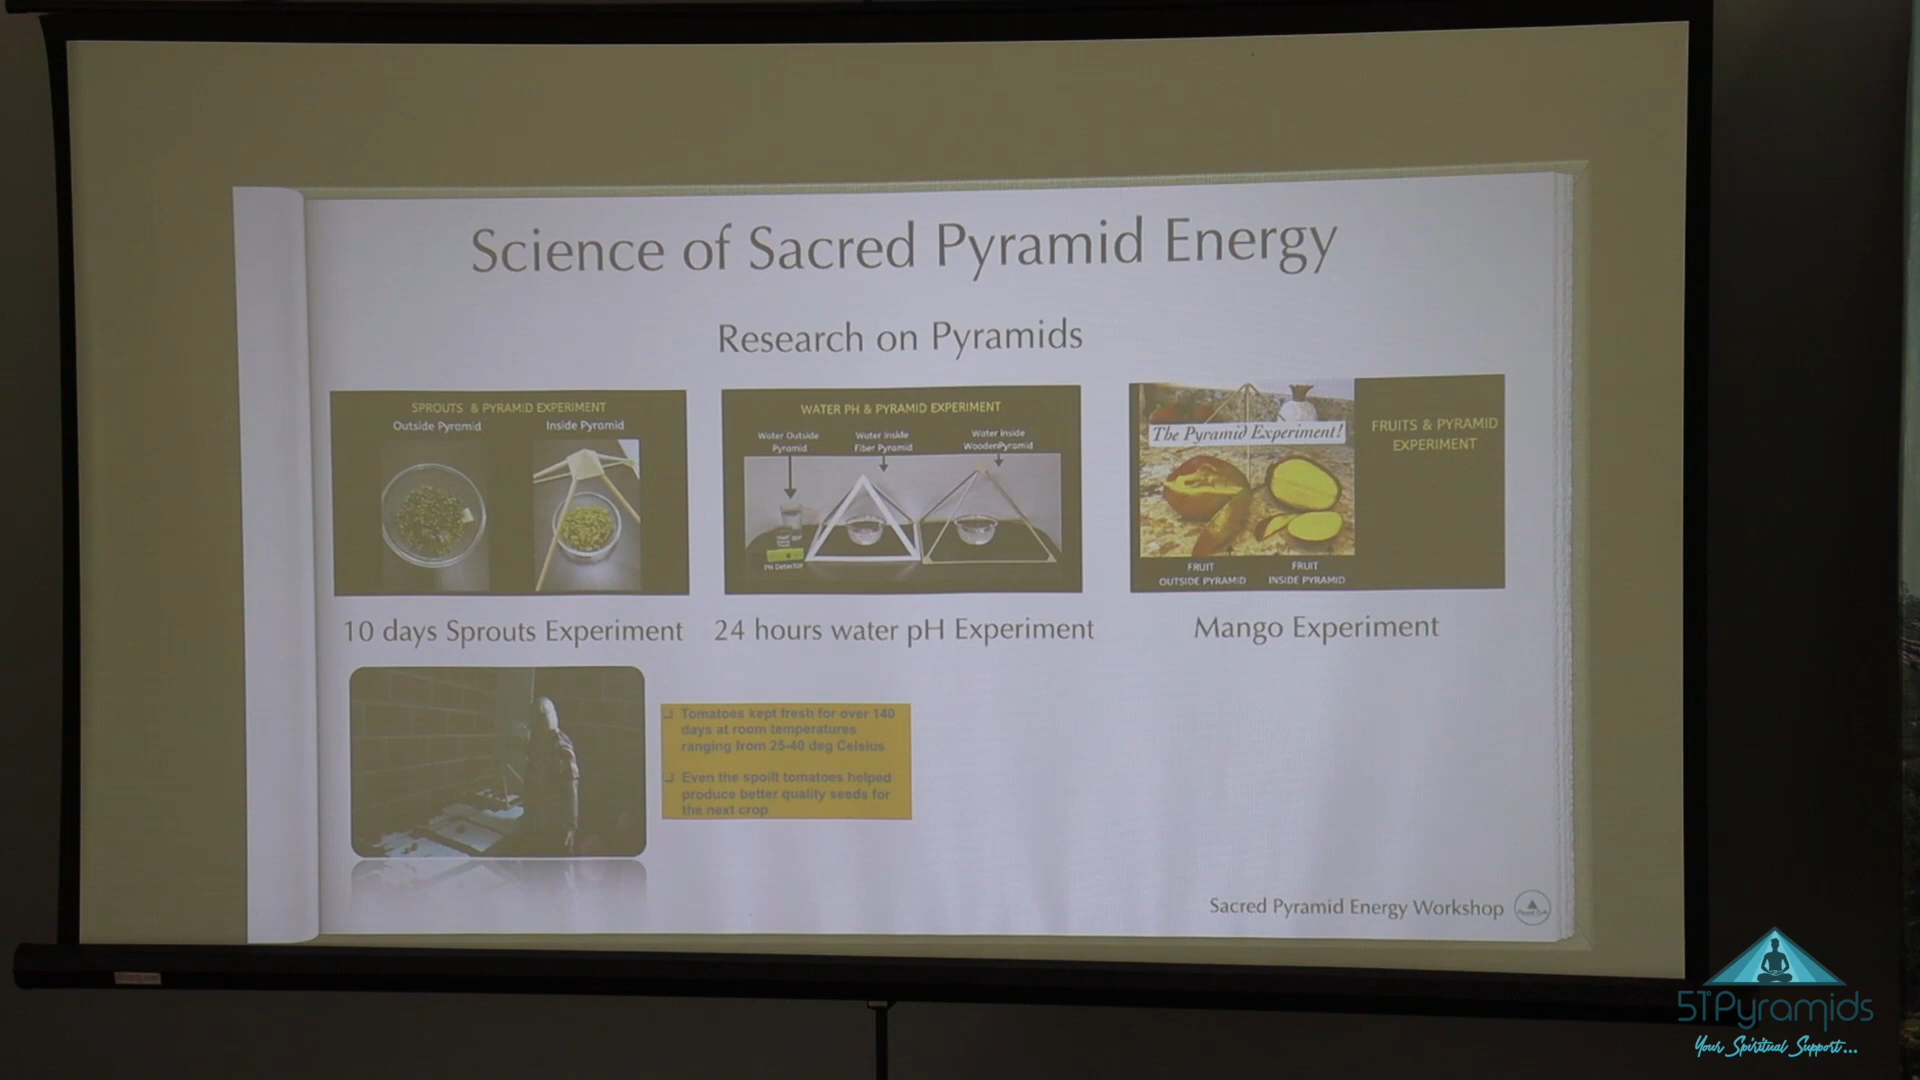 Science of Sacred Pyramid Energy
Research on Pyramids
SPROUTS & PYRAMID EXPERIMENT
Outside Pyramid
Inside Pyramid
WATER PH & PYRAMID EXPERIMENT
Water Outside
Pyramid
Water Inside
Fiber Pyramid
Water Inside
WoodenPyramid
PH Detector
The Pyramid Experiment!
FRUITS & PYRAMID
EXPERIMENT
FRUIT
OUTSIDE PYRAMID
FRUIT
INSIDE PYRAMID
10 days Sprouts Experiment
24 hours water pH Experiment
Mango Experiment
❑ Tomatoes kept fresh for over 140
days at room temperatures
ranging from 25-40 deg Celsius
❑ Even the spoilt tomatoes helped
produce better quality seeds for
the next crop
Sacred Pyramid Energy Workshop
51°Pyramids
Your Spiritual Support...